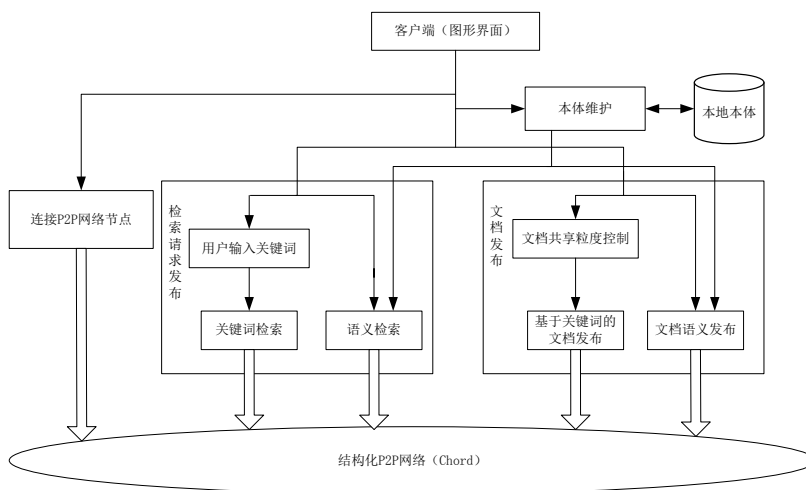 客户端（图形界面）
本体维护
本地本体
连接P2P网络节点
检索请求发布
用户输入关键词
关键词检索
语义检索
文档发布
文档共享粒度控制
基于关键词的
文档发布
文档语义发布
结构化P2P网络（Chord）